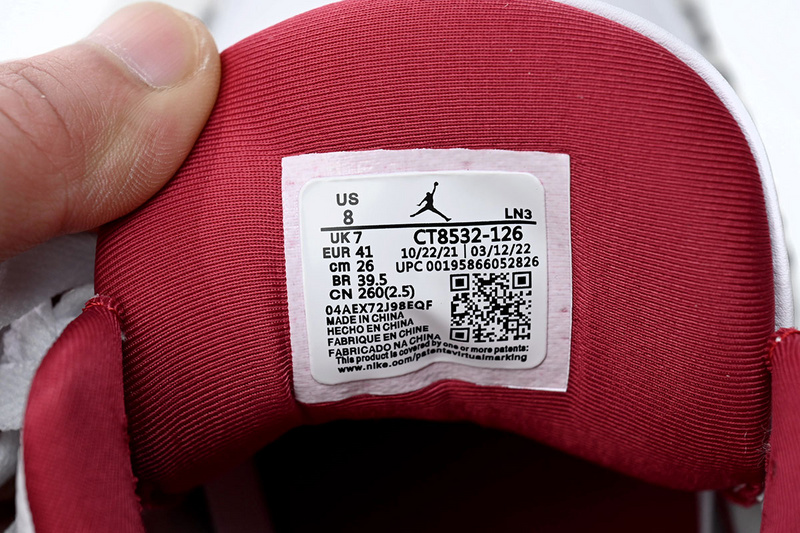 US
8
LN3
UK 7 CT8532-126
EUR 41 10/22/21 | 03/12/22
cm 26 UPC 00195866052826
BR 39.5
CN 260(2.5)
04AEX72J98EQF
MADE IN CHINA
HECHO EN CHINA
FABRIQUE EN CHINE
FABRICADO NA CHINA
This product is covered by one or more patents:
www.nike.com/patentsvirtualmarking